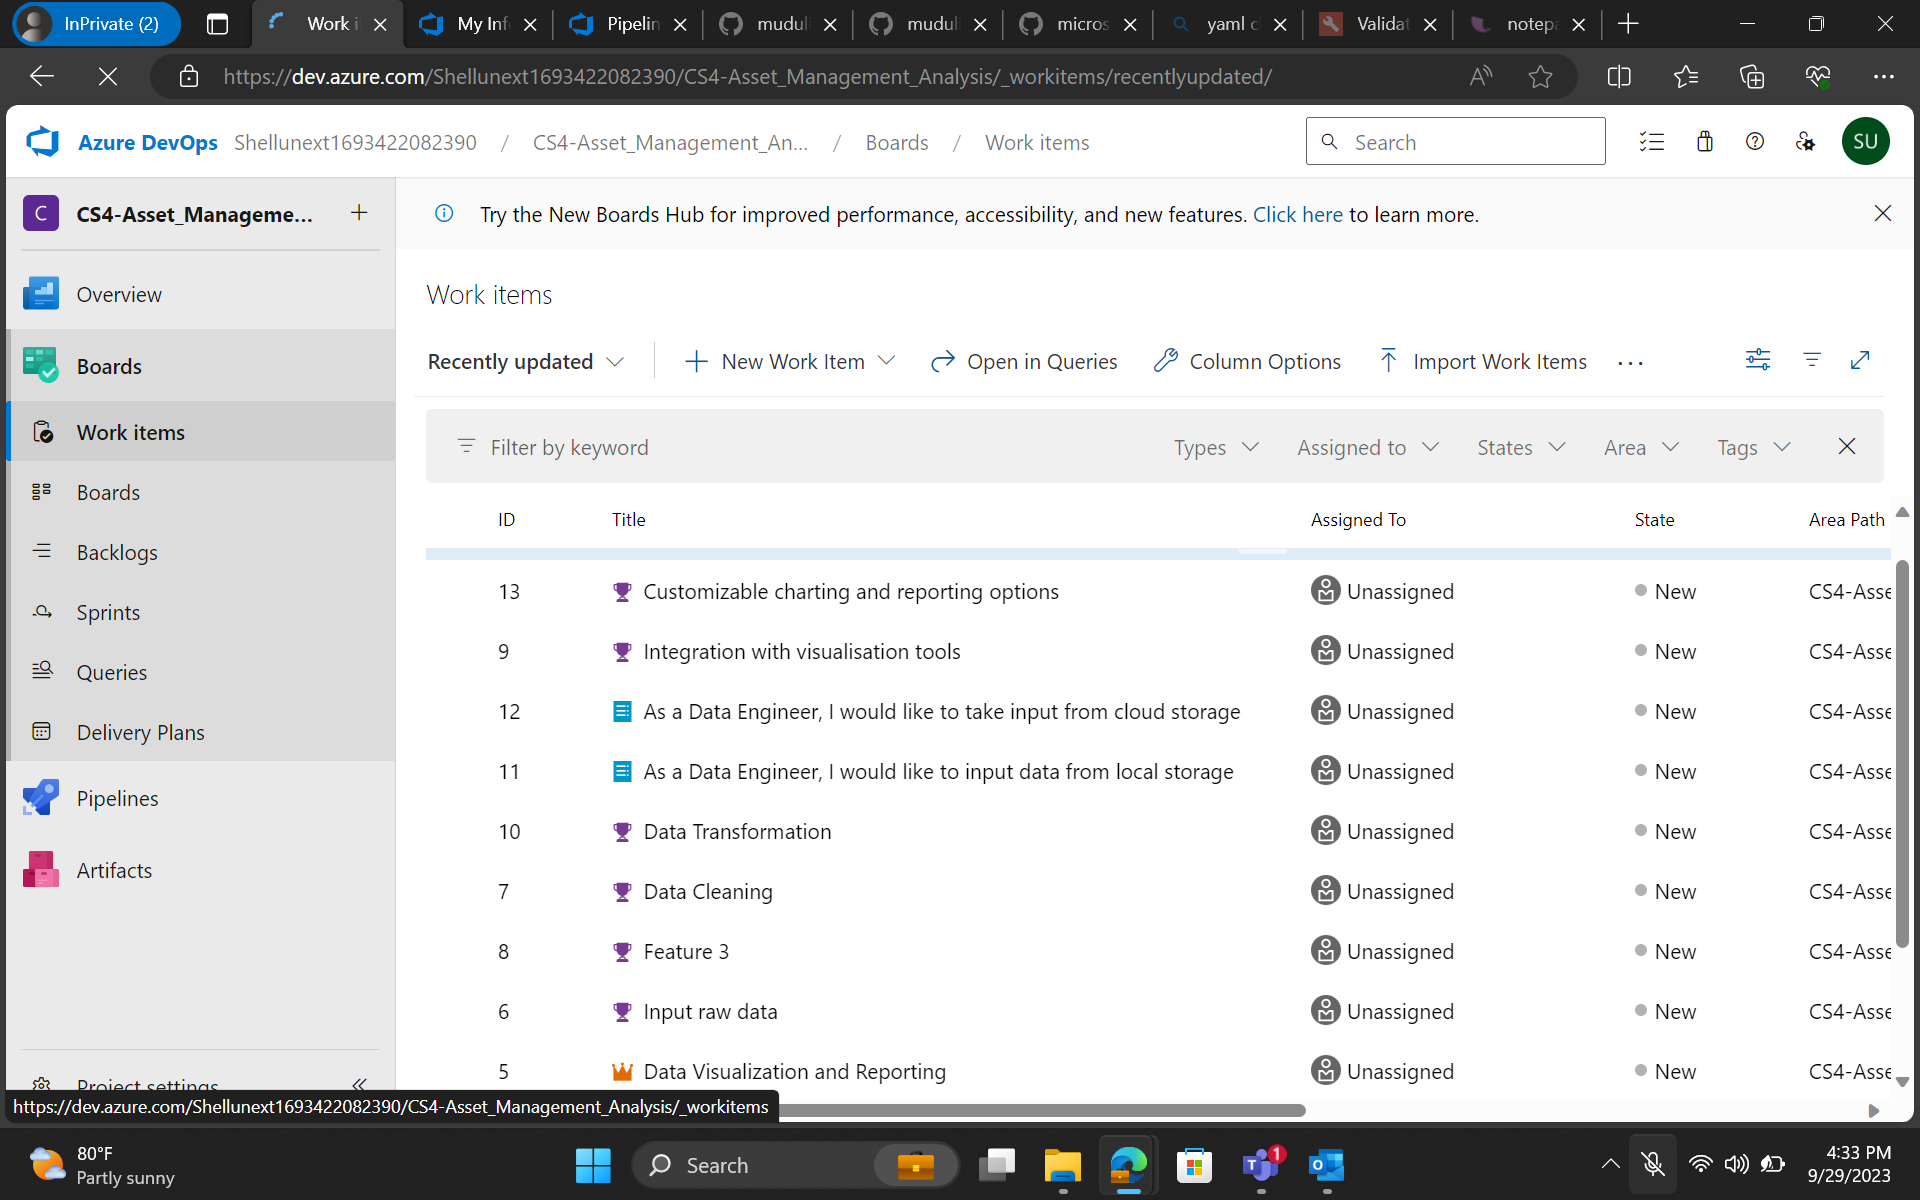 InPrivate (2)
Work i
My Inf
Pipelin
mudul
mudul
micros
yaml c
Validat
notepa
https://dev.azure.com/Shellunext1693422082390/CS4-Asset_Management_Analysis/_workitems/recentlyupdated/
Azure DevOps Shellunext1693422082390 / CS4-Asset_Management_An... / Boards / Work items
Search
SU
C CS4-Asset_Manageme...
Try the New Boards Hub for improved performance, accessibility, and new features. Click here to learn more.
Overview
Boards
Work items
Boards
Backlogs
Sprints
Queries
Delivery Plans
Pipelines
Artifacts
Project settings
Work items
Recently updated New Work Item Open in Queries Column Options Import Work Items ...
Filter by keyword Types Assigned to States Area Tags
ID Title Assigned To State Area Path
13 Customizable charting and reporting options Unassigned New CS4-Asse
9 Integration with visualisation tools Unassigned New CS4-Asse
12 As a Data Engineer, I would like to take input from cloud storage Unassigned New CS4-Asse
11 As a Data Engineer, I would like to input data from local storage Unassigned New CS4-Asse
10 Data Transformation Unassigned New CS4-Asse
7 Data Cleaning Unassigned New CS4-Asse
8 Feature 3 Unassigned New CS4-Asse
6 Input raw data Unassigned New CS4-Asse
5 Data Visualization and Reporting Unassigned New CS4-Asse
https://dev.azure.com/Shellunext1693422082390/CS4-Asset_Management_Analysis/_workitems
80°F
Partly sunny
Search
1
4:33 PM
9/29/2023